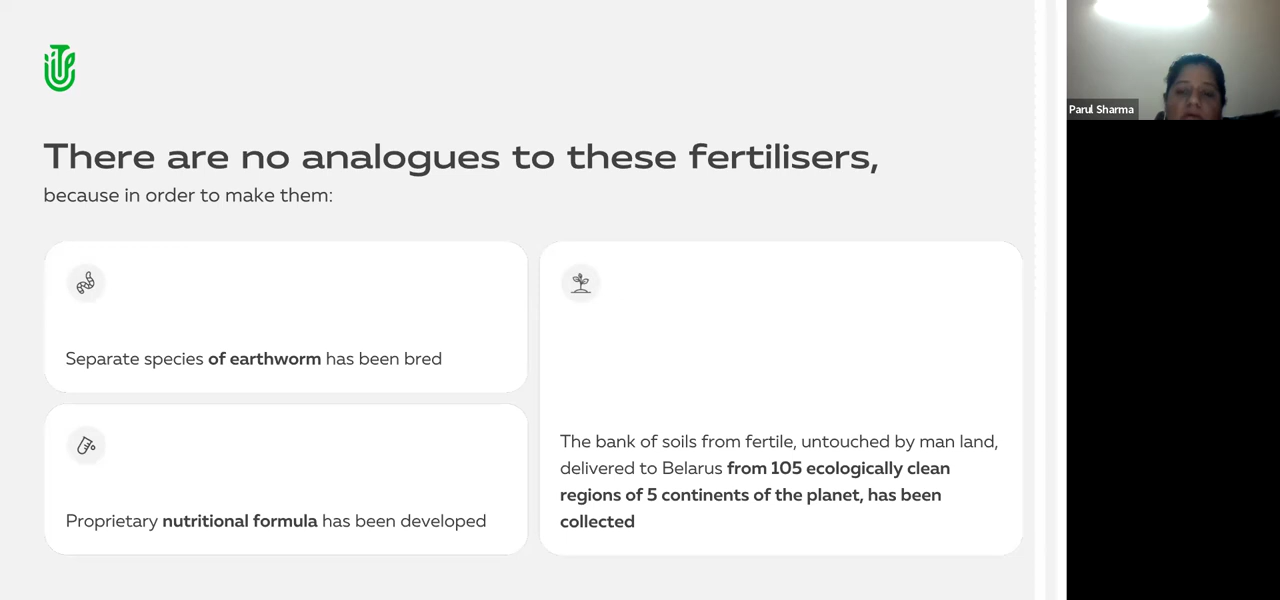 There are no analogues to these fertilisers,
because in order to make them:
Separate species of earthworm has been bred
Proprietary nutritional formula has been developed
The bank of soils from fertile, untouched by man land,
delivered to Belarus from 105 ecologically clean
regions of 5 continents of the planet, has been
collected
Parul Sharma